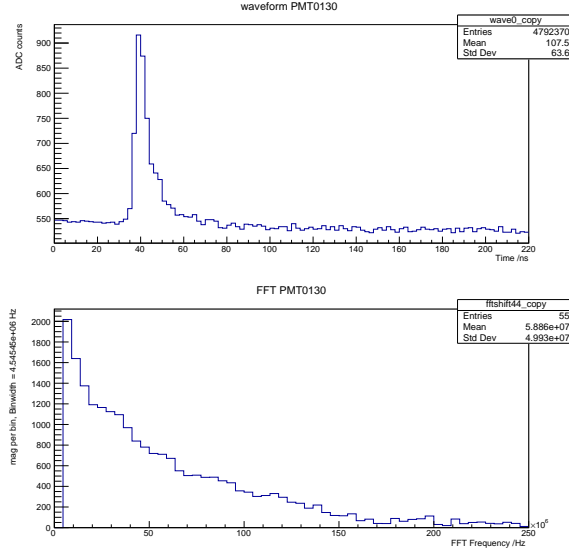 waveform PMT0130
wave0_copy
Entries 4792370
Mean 107.5
Std Dev 63.6
ADC counts
900
850
800
750
700
650
600
550
0 20 40 60 80 100 120 140 160 180 200 220
Time /ns
FFT PMT0130
fftshift44_copy
Entries 55
Mean 5.886e+07
Std Dev 4.993e+07
mag per bin, Binwidth = 4.54545e+06 Hz
2000
1800
1600
1400
1200
1000
800
600
400
200
0
50 100 150 200 250
×10⁶
FFT Frequency /Hz